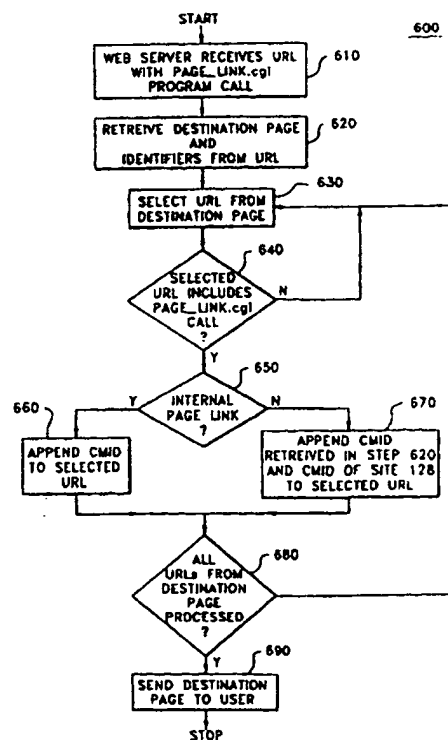 START
600
WEB SERVER RECEIVES URL
WITH PAGE_LINK.cgi
PROGRAM CALL
610
RETREIVE DESTINATION PAGE
AND
IDENTIFIERS FROM URL
620
630
SELECT URL FROM
DESTINATION PAGE
640
SELECTED
URL INCLUDES
PAGE_LINK.cgi
CALL
?
N
Y
650
INTERNAL
PAGE LINK
?
Y
N
660
APPEND CMID
TO SELECTED
URL
670
APPEND CMID
RETREIVED IN STEP 620
AND CMID OF SITE 128
TO SELECTED URL
680
ALL
URLs FROM
DESTINATION
PAGE
PROCESSED
?
Y
690
SEND DESTINATION
PAGE TO USER
STOP